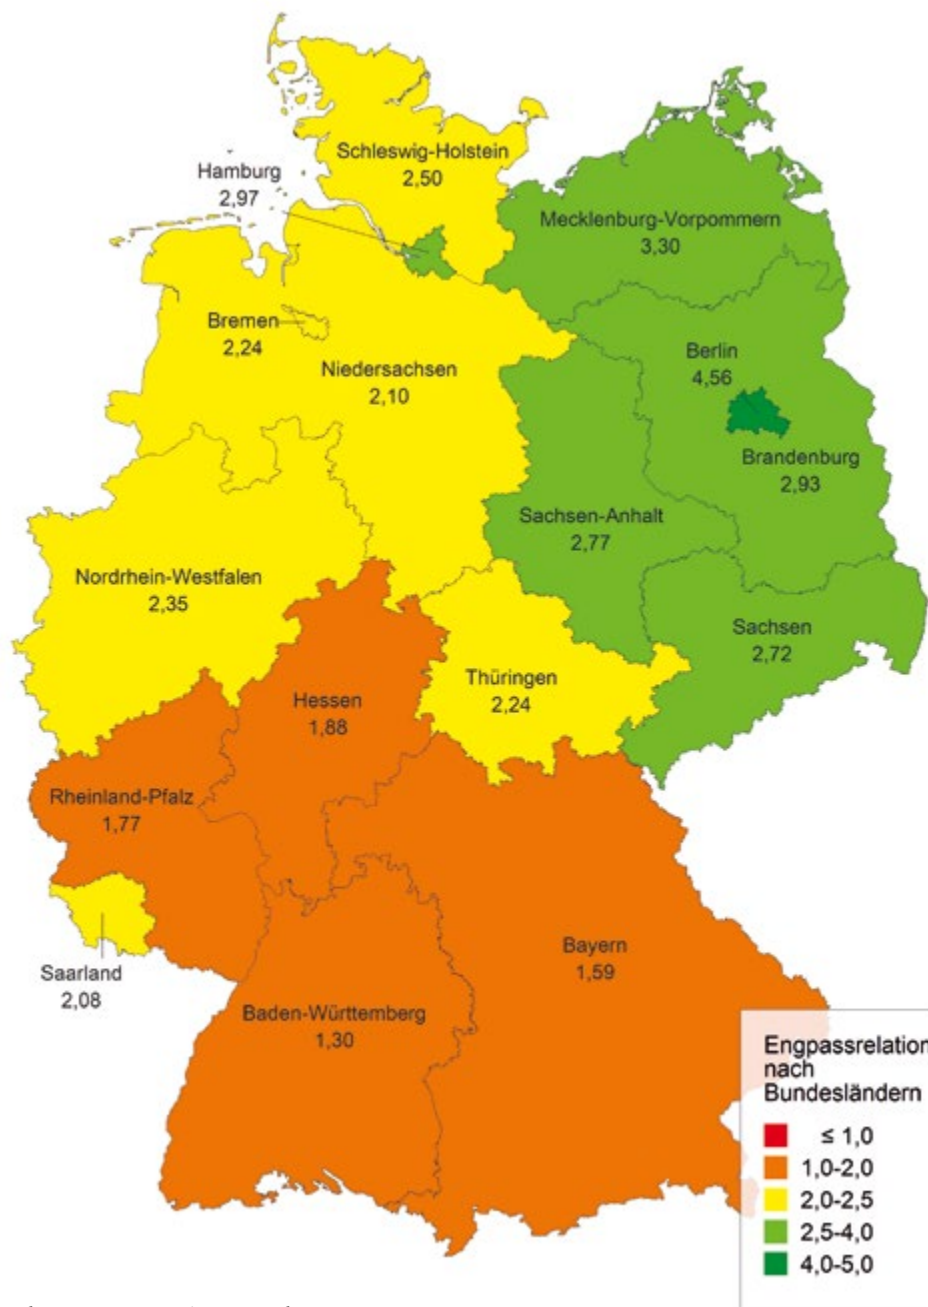 Schleswig-Holstein
2,50
Hamburg
2,97
Mecklenburg-Vorpommern
3,30
Bremen
2,24
Niedersachsen
2,10
Berlin
4,56
Brandenburg
2,93
Sachsen-Anhalt
2,77
Nordrhein-Westfalen
2,35
Sachsen
2,72
Thüringen
2,24
Hessen
1,88
Rheinland-Pfalz
1,77
Saarland
2,08
Bayern
1,59
Baden-Württemberg
1,30
Engpassrelation
nach
Bundesländern
≤ 1,0
1,0-2,0
2,0-2,5
2,5-4,0
4,0-5,0